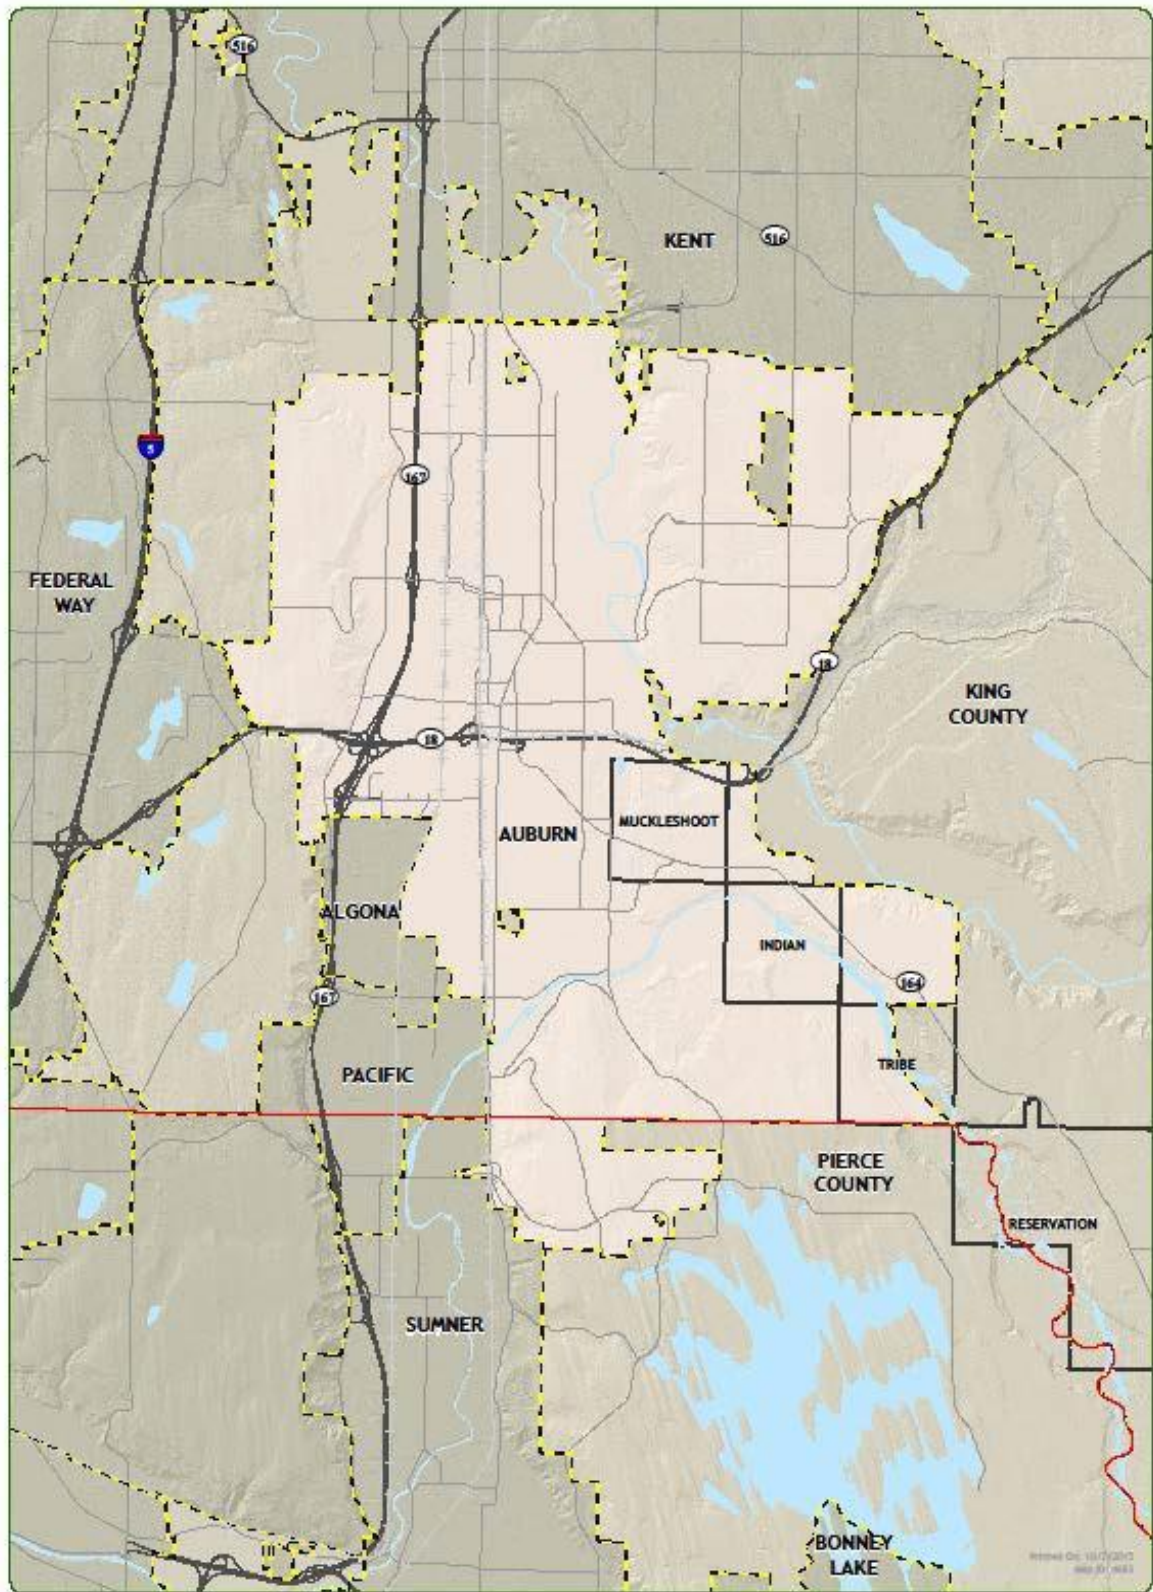 516
KENT
516
5
167
FEDERAL
WAY
18
KING
COUNTY
18
AUBURN
MUCKLESHOOT
ALGONA
INDIAN
164
167
PACIFIC
TRIBE
PIERCE
COUNTY
RESERVATION
SUMNER
BONNEY
LAKE